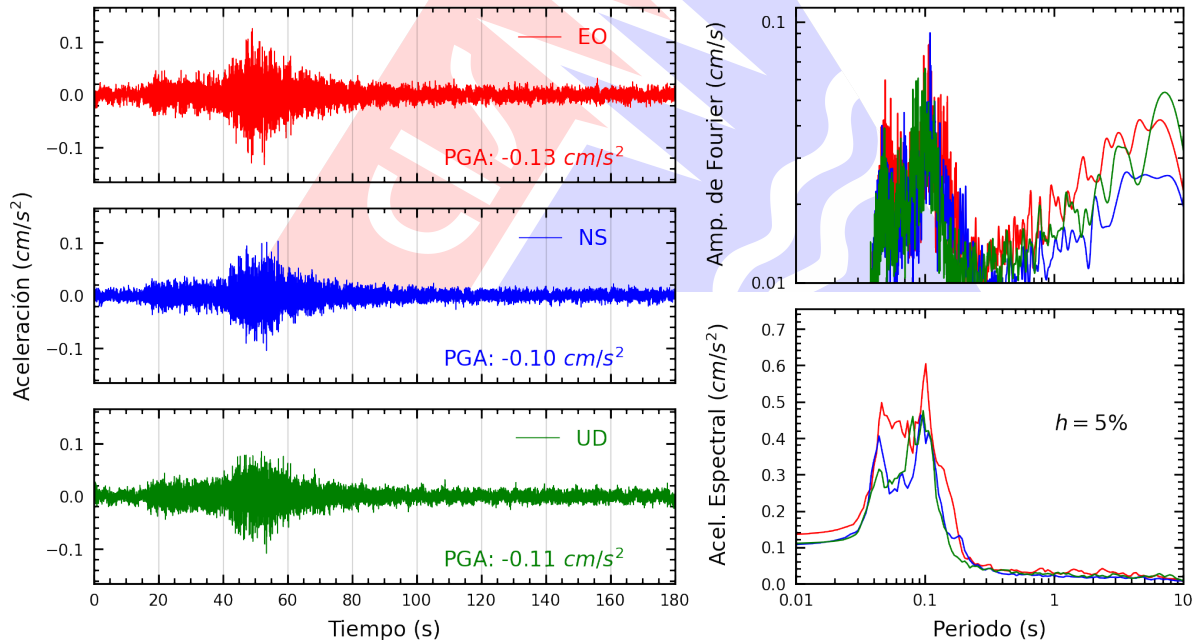 Aceleración (cm/s²)
0.1
0.0
−0.1
EO
PGA: -0.13 cm/s²
0.1
0.0
−0.1
NS
PGA: -0.10 cm/s²
0.1
0.0
−0.1
UD
PGA: -0.11 cm/s²
0 20 40 60 80 100 120 140 160 180
Tiempo (s)
Amp. de Fourier (cm/s)
0.1
0.01
Acel. Espectral (cm/s²)
0.7
0.6
0.5
0.4
0.3
0.2
0.1
0.0
h = 5%
0.01 0.1 1 10
Periodo (s)